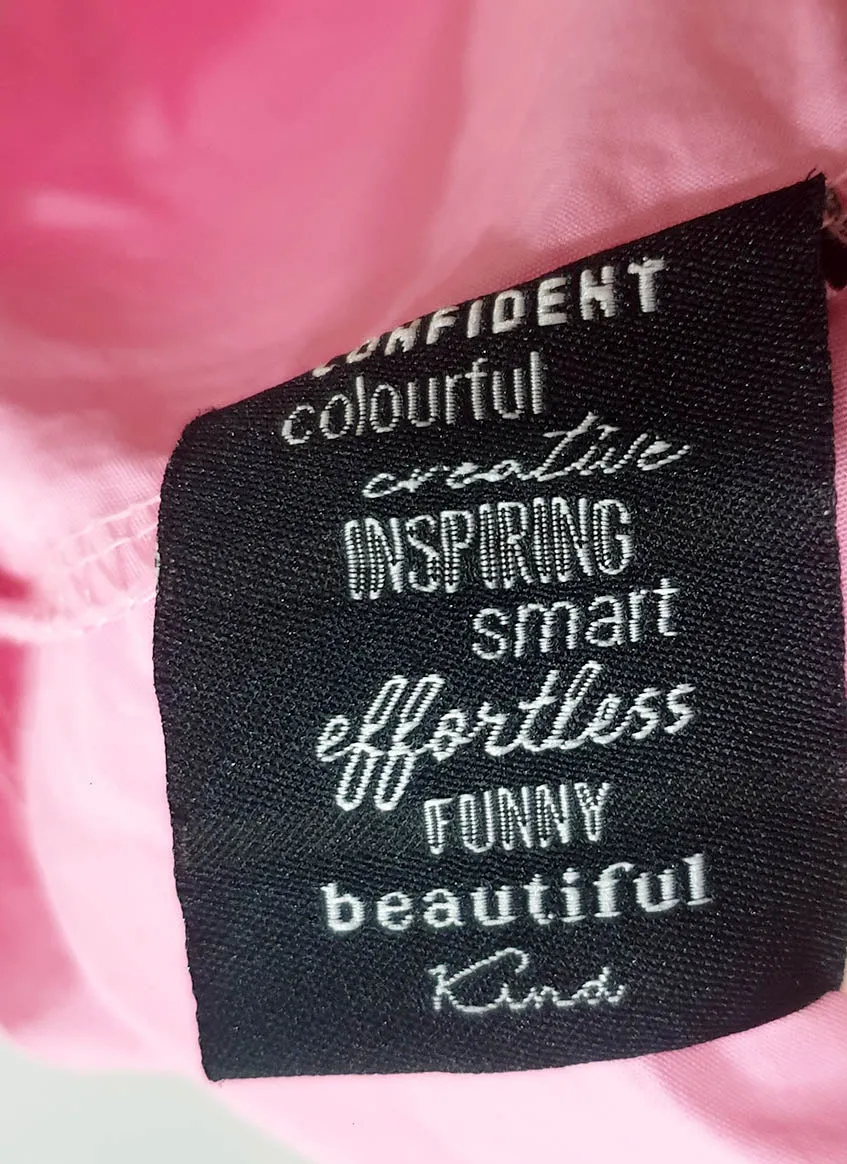 CONFIDENT
colourful
creative
INSPIRING
smart
effortless
FUNNY
beautiful
Kind